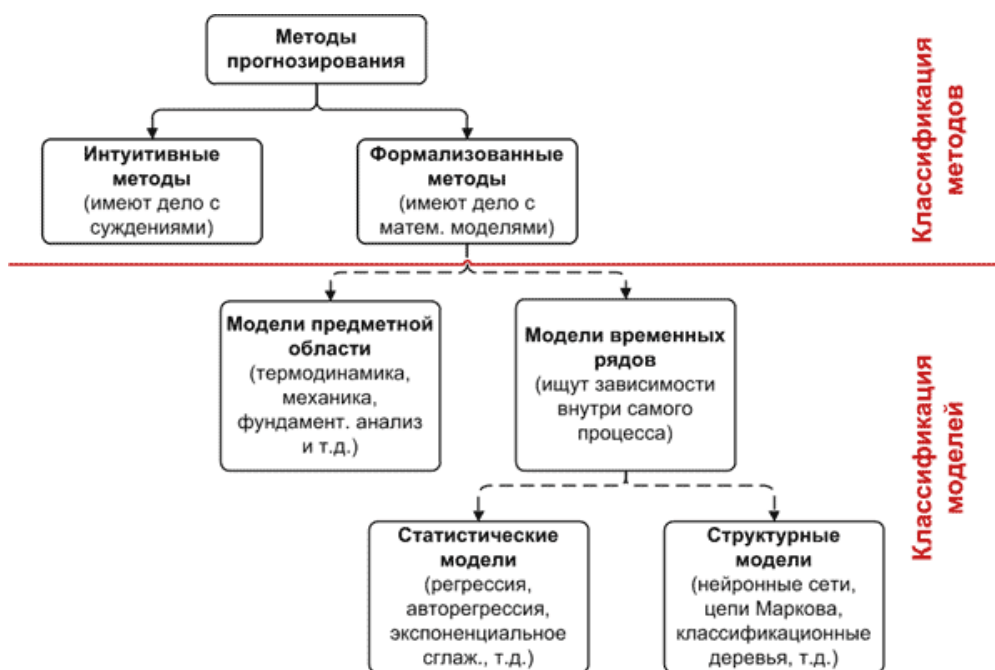 Методы
прогнозирования
Интуитивные
методы
(имеют дело с
суждениями)
Формализованные
методы
(имеют дело с
матем. моделями)
Классификация
методов
Модели предметной
области
(термодинамика,
механика,
фундамент. анализ
и т.д.)
Модели временных
рядов
(ищут зависимости
внутри самого
процесса)
Статистические
модели
(регрессия,
авторегрессия,
экспоненциальное
сглаж., т.д.)
Структурные
модели
(нейронные сети,
цепи Маркова,
классификационные
деревья, т.д.)
Классификация
моделей